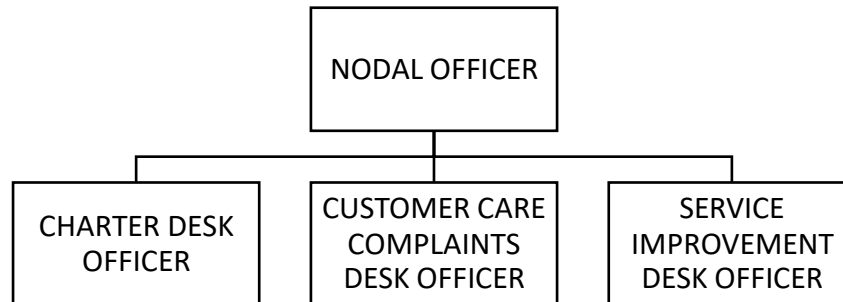 NODAL OFFICER
CHARTER DESK
OFFICER
CUSTOMER CARE
COMPLAINTS
DESK OFFICER
SERVICE
IMPROVEMENT
DESK OFFICER